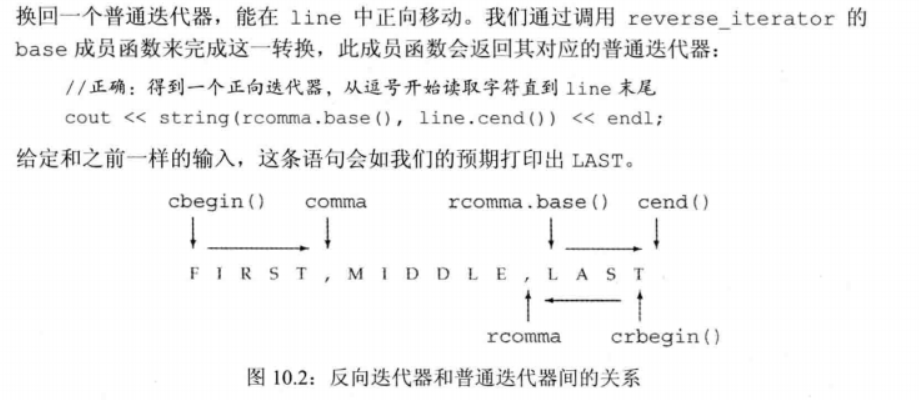 换回一个普通迭代器，能在 line 中正向移动。我们通过调用 reverse_iterator 的
base 成员函数来完成这一转换，此成员函数会返回其对应的普通迭代器：
//正确：得到一个正向迭代器，从逗号开始读取字符直到 line 末尾
cout << string(rcomma.base(), line.cend()) << endl;
给定和之前一样的输入，这条语句会如我们的预期打印出 LAST。
cbegin() comma rcomma.base() cend()
F I R S T , M I D D L E , L A S T
rcomma crbegin()
图 10.2：反向迭代器和普通迭代器间的关系